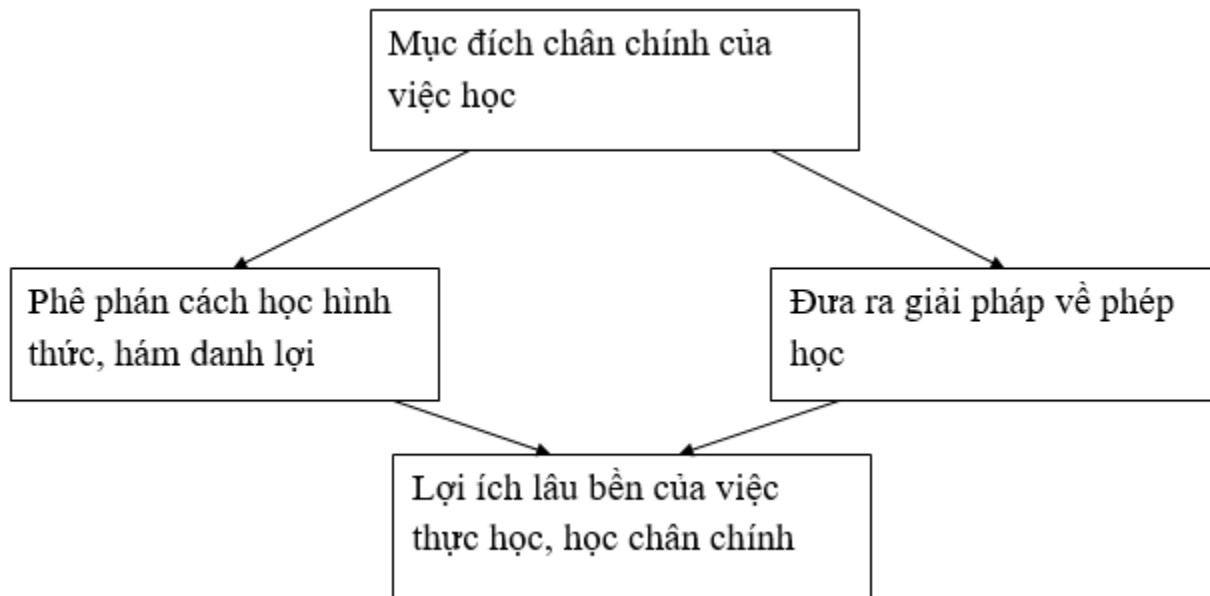 Mục đích chân chính của
việc học
Phê phán cách học hình
thức, hám danh lợi
Đưa ra giải pháp về phép
học
Lợi ích lâu bền của việc
thực học, học chân chính